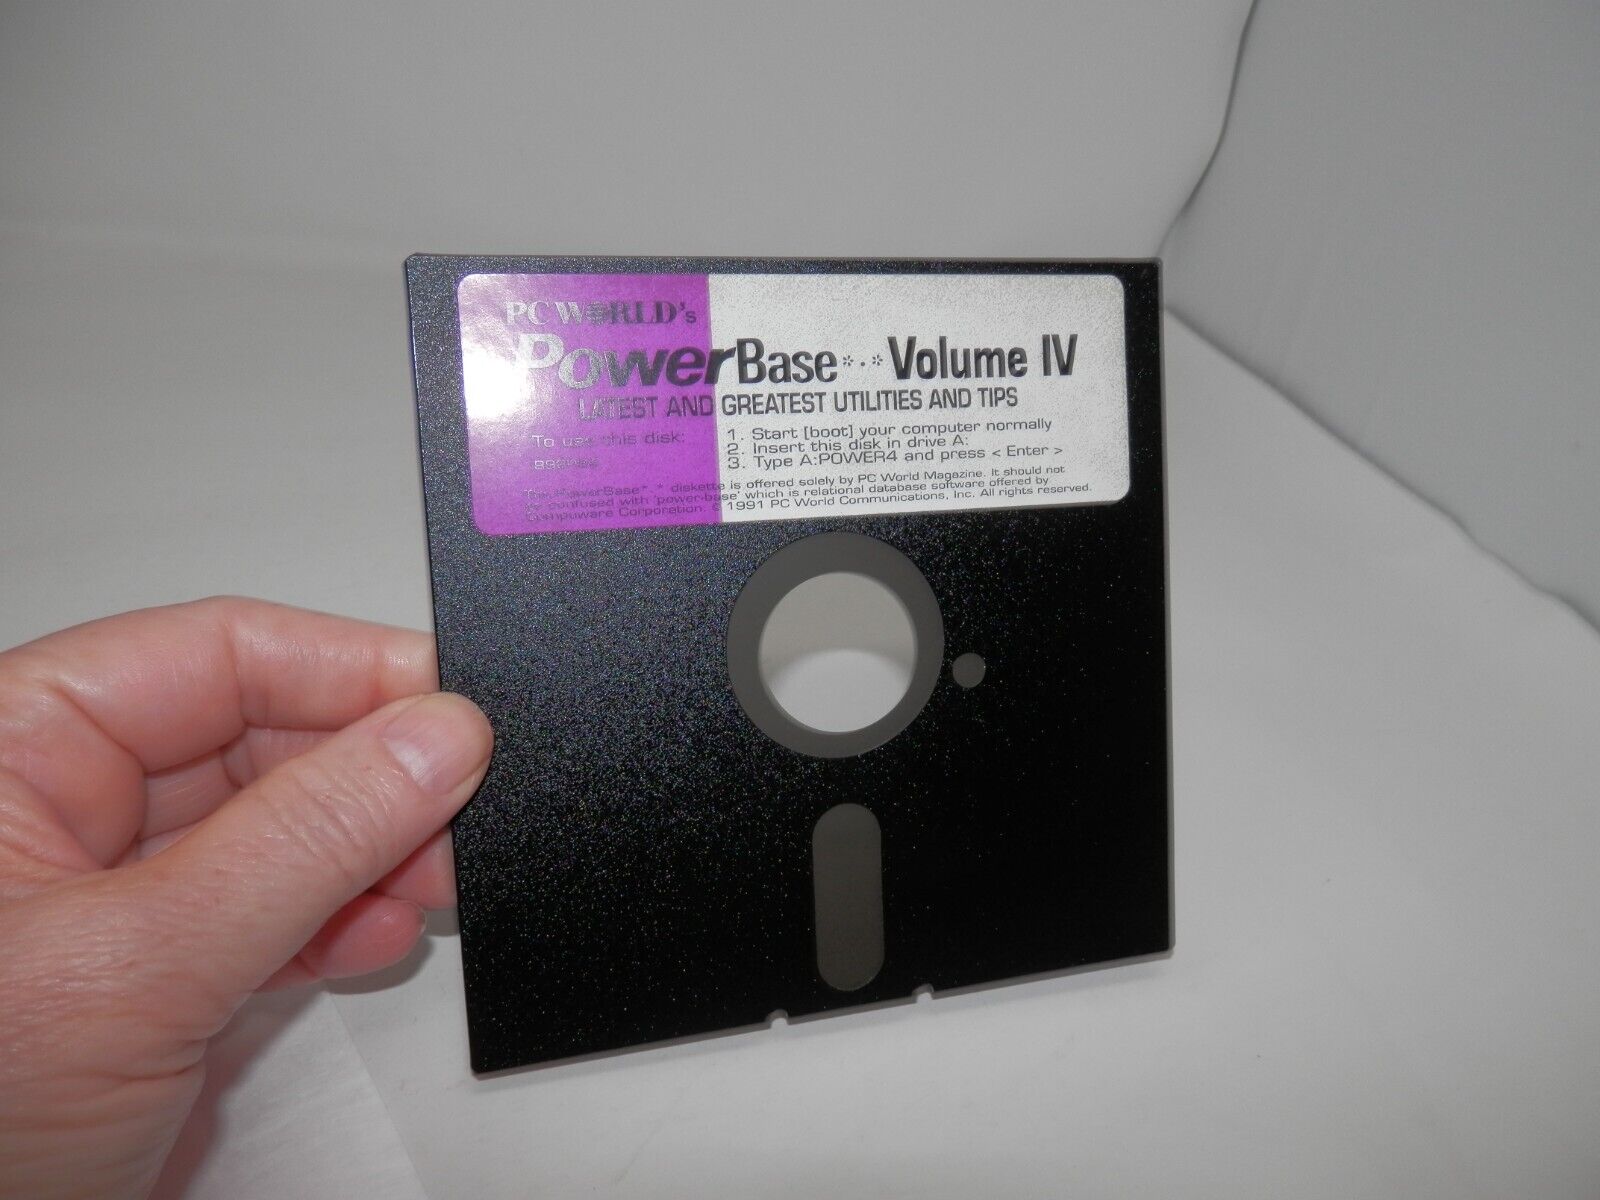 PC WORLD's
PowerBase*·* Volume IV
LATEST AND GREATEST UTILITIES AND TIPS
To use this disk:
1. Start [boot] your computer normally
2. Insert this disk in drive A:
3. Type A:POWER4 and press < Enter >
The PowerBase*.* diskette is offered solely by PC World Magazine. It should not
be confused with 'power-base' which is relational database software offered by
Compuware Corporation. © 1991 PC World Communications, Inc. All rights reserved.